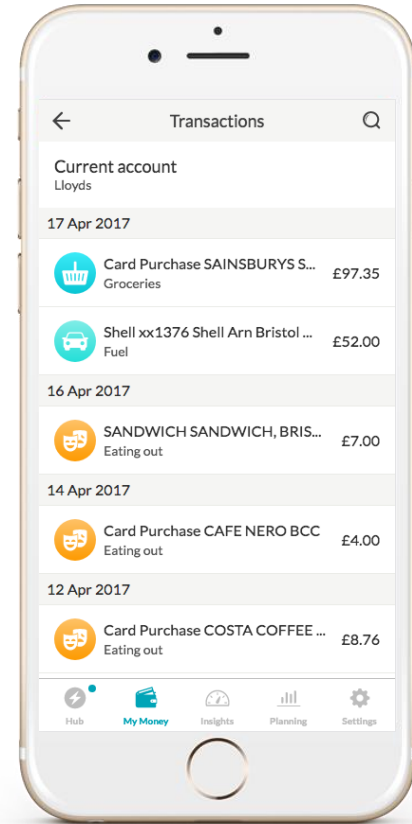 Transactions
Current account
Lloyds
17 Apr 2017
Card Purchase SAINSBURYS S... £97.35
Groceries
Shell xx1376 Shell Arn Bristol ... £52.00
Fuel
16 Apr 2017
SANDWICH SANDWICH, BRIS... £7.00
Eating out
14 Apr 2017
Card Purchase CAFE NERO BCC £4.00
Eating out
12 Apr 2017
Card Purchase COSTA COFFEE ... £8.76
Eating out
Hub My Money Insights Planning Settings